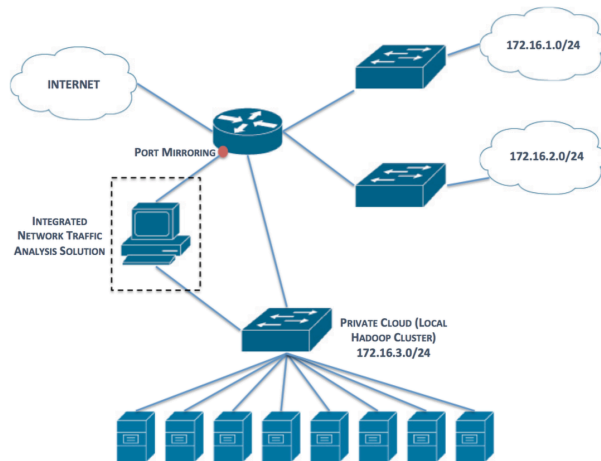 172.16.1.0/24
INTERNET
PORT MIRRORING
172.16.2.0/24
INTEGRATED
NETWORK TRAFFIC
ANALYSIS SOLUTION
PRIVATE CLOUD (LOCAL
HADOOP CLUSTER)
172.16.3.0/24